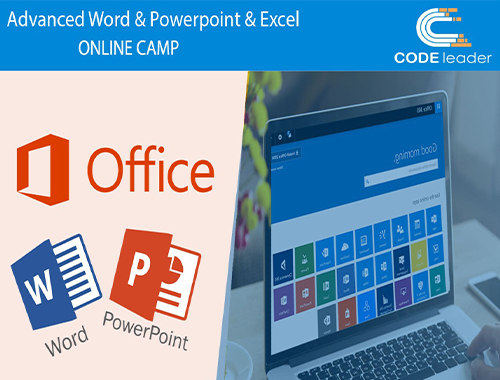 Advanced Word & Powerpoint & Excel
ONLINE CAMP
CODE leader
Office
Word
PowerPoint
W
P
Good morning.